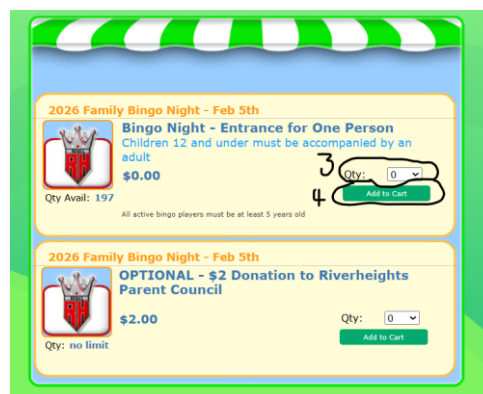 2026 Family Bingo Night - Feb 5th
Bingo Night - Entrance for One Person
Children 12 and under must be accompanied by an
adult
$0.00
3
Qty: 0
4
Add to Cart
Qty Avail: 197
All active bingo players must be at least 5 years old
2026 Family Bingo Night - Feb 5th
OPTIONAL - $2 Donation to Riverheights
Parent Council
$2.00
Qty: 0
Add to Cart
Qty: no limit